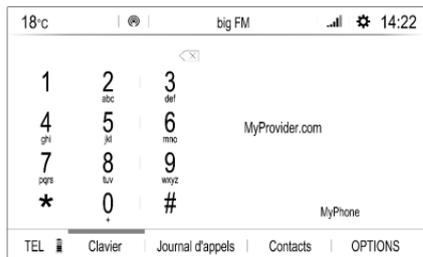 18°C big FM 14:22
1 2 3
abc def
4 5 6 MyProvider.com
ghi jkl mno
7 8 9
pqrs tuv wxyz
* 0 #
+ MyPhone
TEL Clavier Journal d'appels Contacts OPTIONS